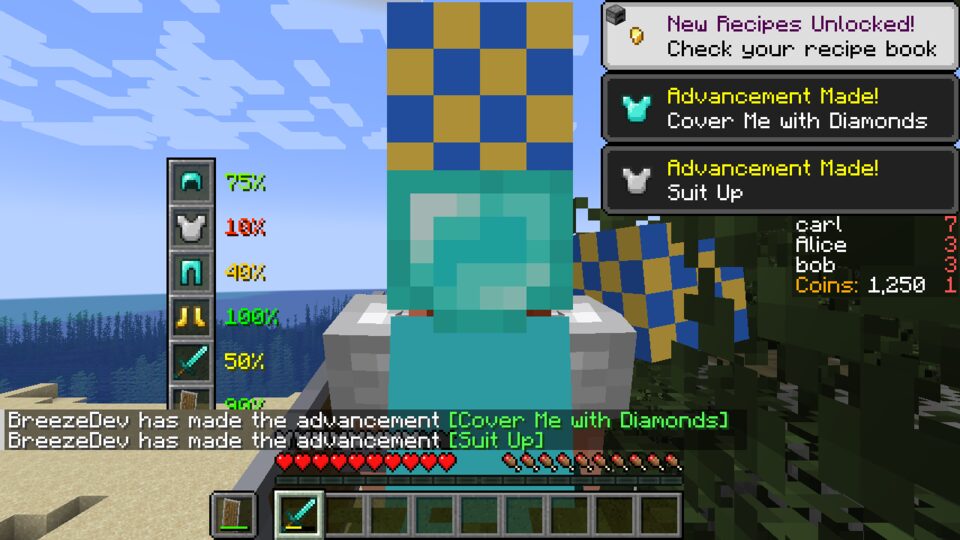 New Recipes Unlocked!
Check your recipe book
Advancement Made!
Cover Me with Diamonds
Advancement Made!
Suit Up
75%
10%
40%
100%
50%
90%
carl 7
Alice 3
bob 3
Coins: 1,250 1
BreezeDev has made the advancement [Cover Me with Diamonds]
BreezeDev has made the advancement [Suit Up]